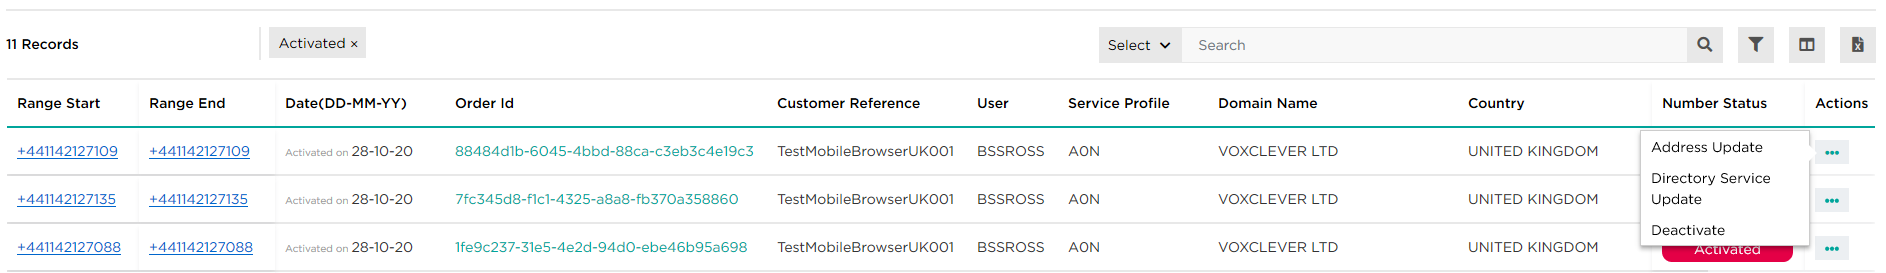 11 Records
Activated ×
Select
Search
Range Start Range End Date(DD-MM-YY) Order Id Customer Reference User Service Profile Domain Name Country Number Status Actions
+441142127109 +441142127109 Activated on 28-10-20 88484d1b-6045-4bbd-88ca-c3eb3c4e19c3 TestMobileBrowserUK001 BSSROSS A0N VOXCLEVER LTD UNITED KINGDOM
+441142127135 +441142127135 Activated on 28-10-20 7fc345d8-f1c1-4325-a8a8-fb370a358860 TestMobileBrowserUK001 BSSROSS A0N VOXCLEVER LTD UNITED KINGDOM
+441142127088 +441142127088 Activated on 28-10-20 1fe9c237-31e5-4e2d-94d0-ebe46b95a698 TestMobileBrowserUK001 BSSROSS A0N VOXCLEVER LTD UNITED KINGDOM Activated
Address Update
Directory Service
Update
Deactivate